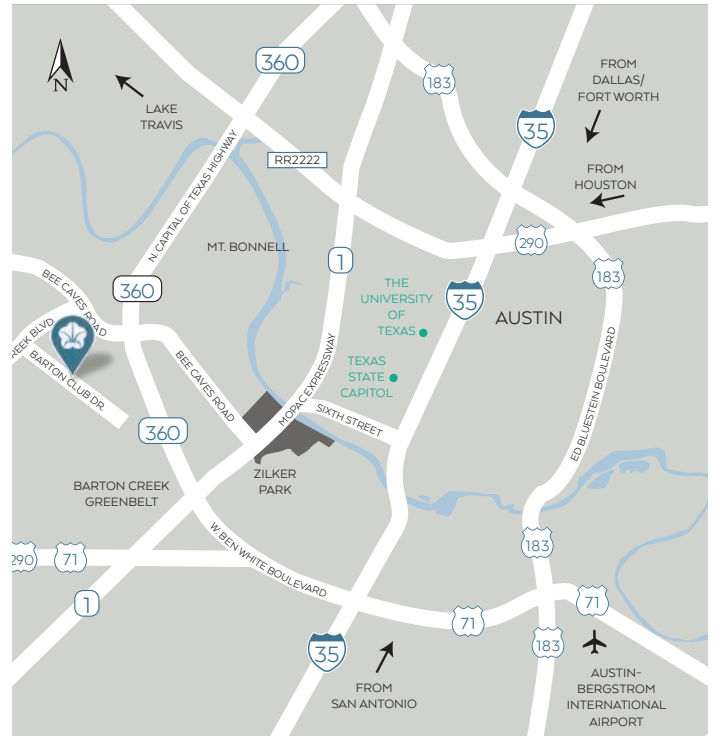 360
183
FROM
DALLAS/
FORT WORTH
N
LAKE
TRAVIS
35
RR2222
FROM
HOUSTON
N. CAPITAL OF TEXAS HIGHWAY
MT. BONNELL
290
1
183
BEE CAVES ROAD
360
THE
UNIVERSITY
OF
TEXAS
35
AUSTIN
REEK BLVD
BARTON CLUB DR.
BEE CAVES ROAD
MOPAC EXPRESSWAY
TEXAS
STATE
CAPITOL
ED BLUESTEIN BOULEVARD
SIXTH STREET
360
ZILKER
PARK
BARTON CREEK
GREENBELT
W. BEN WHITE BOULEVARD
290
71
183
1
71
71
183
35
FROM
SAN ANTONIO
AUSTIN-
BERGSTROM
INTERNATIONAL
AIRPORT